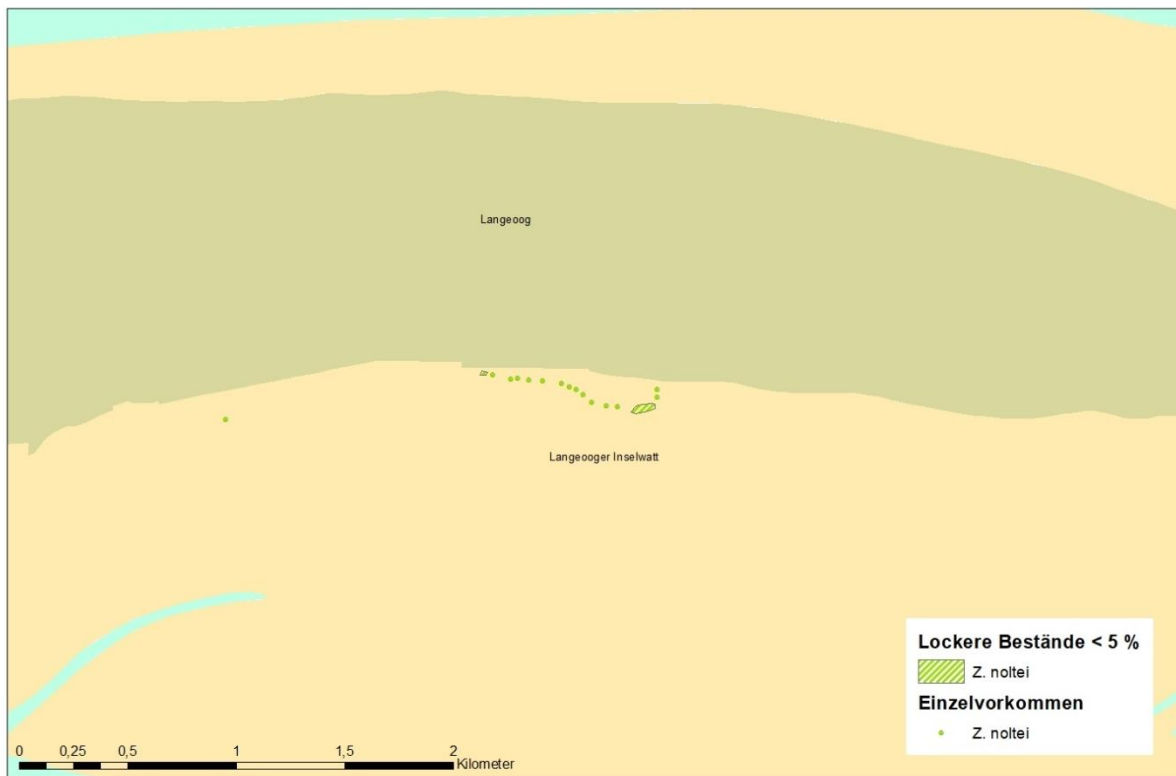 Langeoog
Langeooger Inselwatt
Lockere Bestände < 5 %
Z. noltei
Einzelvorkommen
Z. noltei
0 0,25 0,5 1 1,5 2
Kilometer